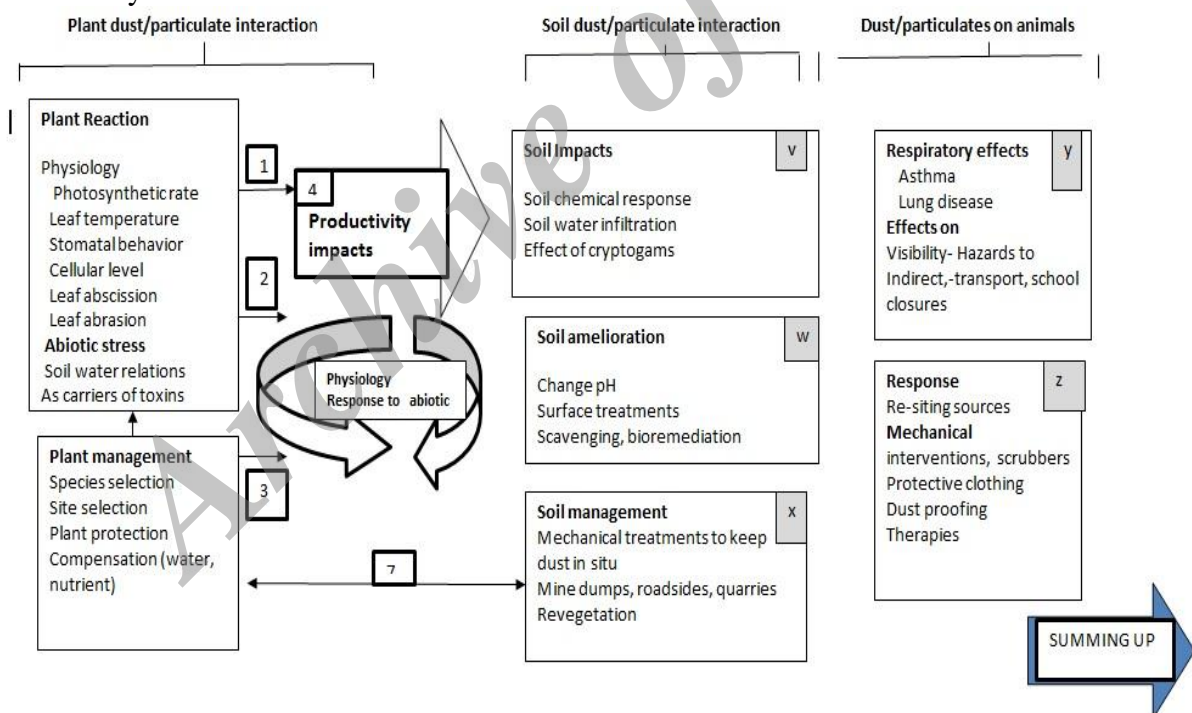 Plant dust/particulate interaction
Soil dust/particulate interaction
Dust/particulates on animals
Plant Reaction
Physiology
Photosynthetic rate
Leaf temperature
Stomatal behavior
Cellular level
Leaf abscission
Leaf abrasion
Abiotic stress
Soil water relations
As carriers of toxins
Plant management
Species selection
Site selection
Plant protection
Compensation (water,
nutrient)
1
2
3
4
Productivity
impacts
Physiology
Response to abiotic
7
Soil Impacts
v
Soil chemical response
Soil water infiltration
Effect of cryptogams
Soil amelioration
w
Change pH
Surface treatments
Scavenging, bioremediation
Soil management
x
Mechanical treatments to keep
dust in situ
Mine dumps, roadsides, quarries
Revegetation
Respiratory effects
y
Asthma
Lung disease
Effects on
Visibility- Hazards to
Indirect,-transport, school
closures
Response
z
Re-siting sources
Mechanical
interventions, scrubbers
Protective clothing
Dust proofing
Therapies
SUMMING UP
Archive of